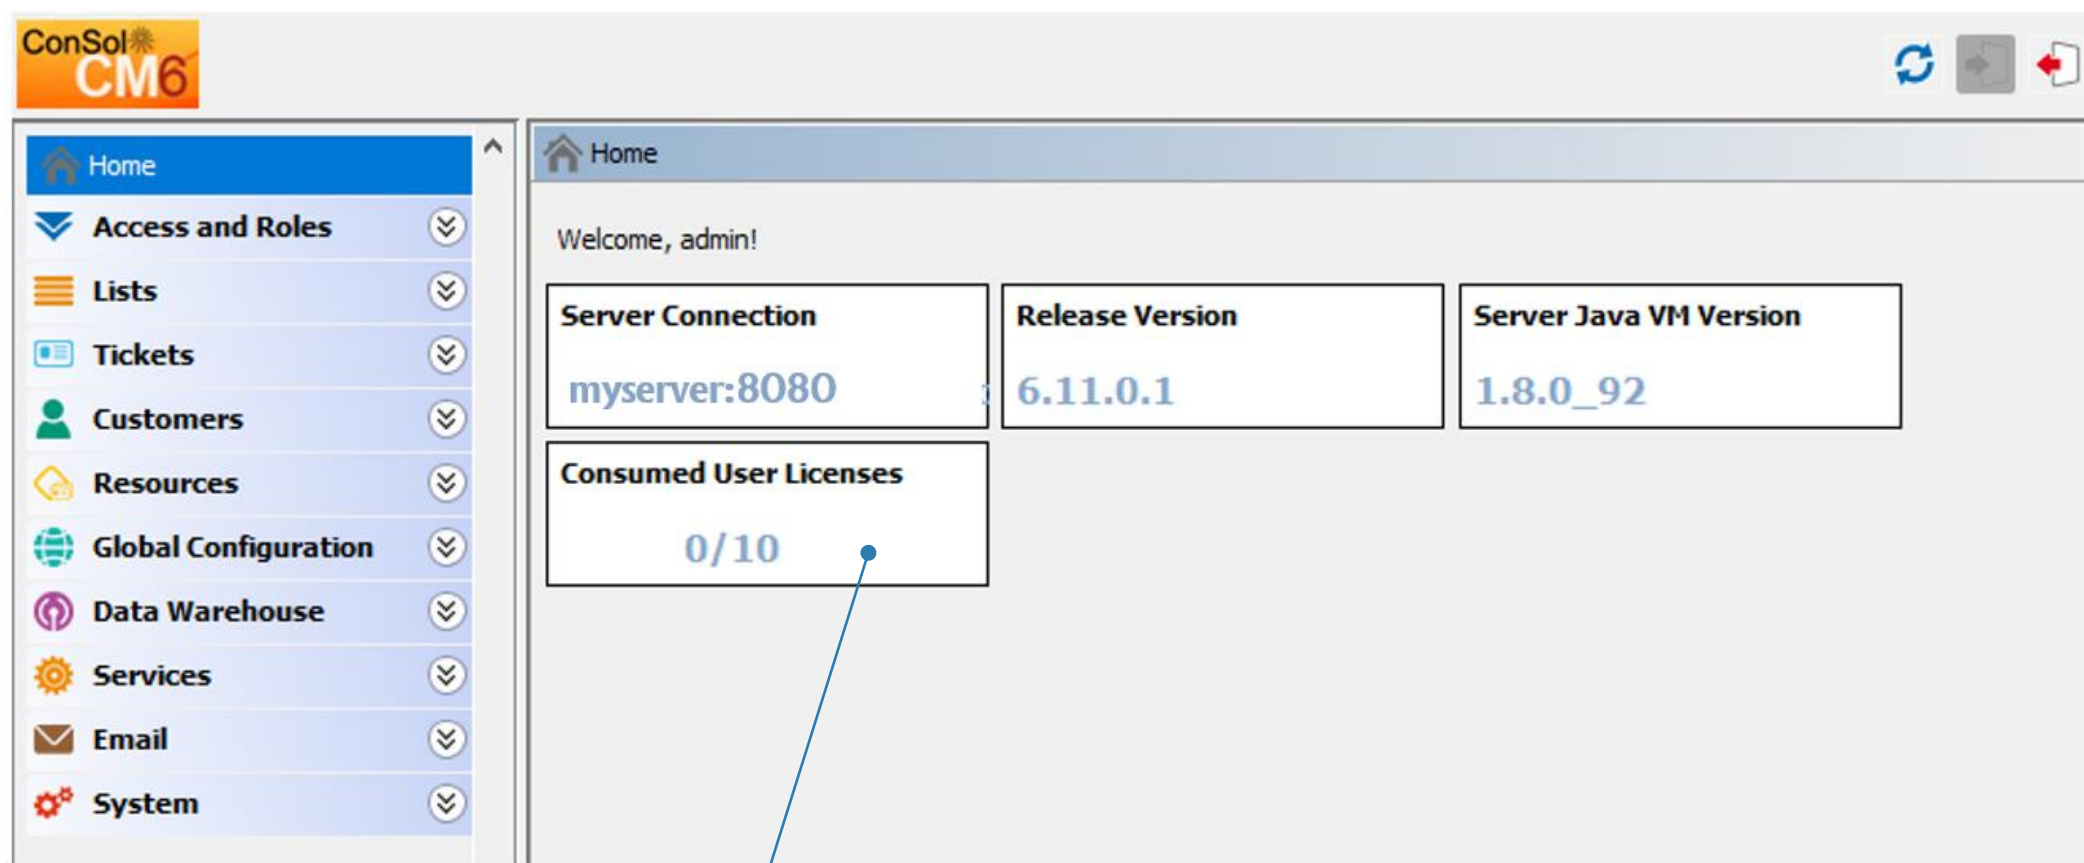 ConSol
CM6
Home
Access and Roles
Lists
Tickets
Customers
Resources
Global Configuration
Data Warehouse
Services
Email
System
Home
Welcome, admin!
Server Connection
myserver:8080
Release Version
6.11.0.1
Server Java VM Version
1.8.0_92
Consumed User Licenses
0/10